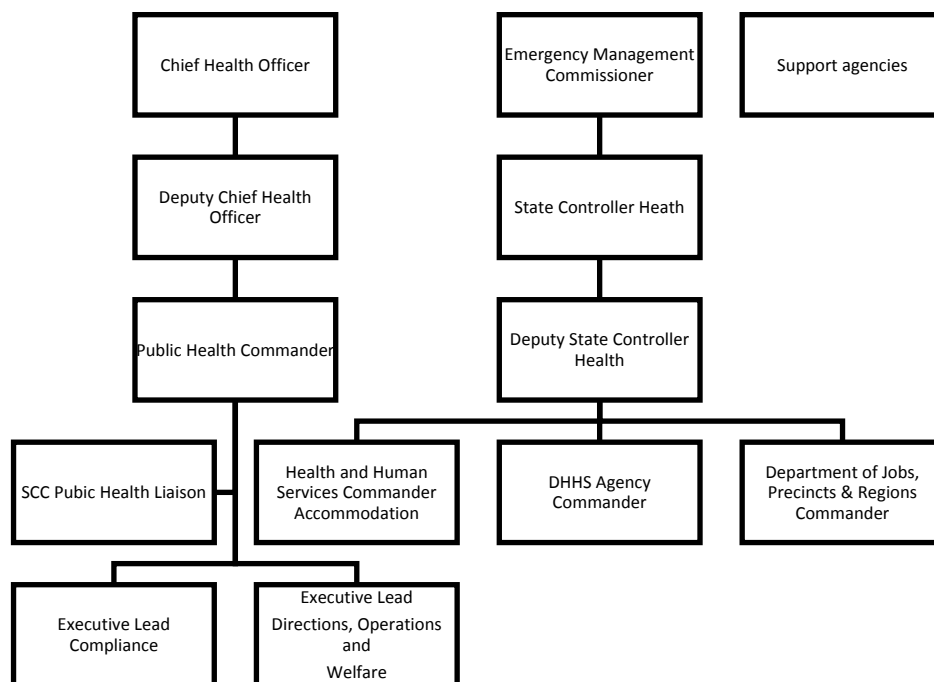 Chief Health Officer
Emergency Management
Commissioner
Support agencies
Deputy Chief Health
Officer
State Controller Heath
Public Health Commander
Deputy State Controller
Health
SCC Pubic Health Liaison
Health and Human
Services Commander
Accommodation
DHHS Agency
Commander
Department of Jobs,
Precincts & Regions
Commander
Executive Lead
Compliance
Executive Lead
Directions, Operations
and
Welfare